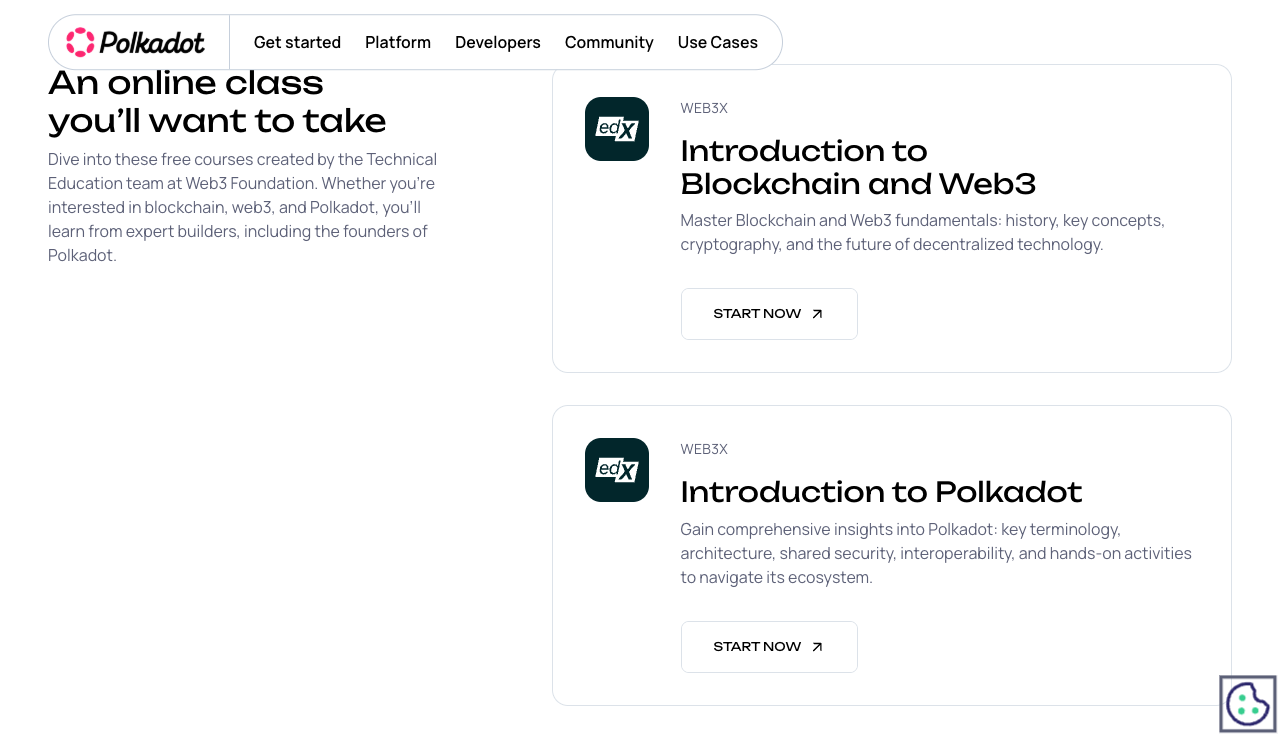 Polkadot
Get started
Platform
Developers
Community
Use Cases
An online class
you’ll want to take
Dive into these free courses created by the Technical
Education team at Web3 Foundation. Whether you’re
interested in blockchain, web3, and Polkadot, you’ll
learn from expert builders, including the founders of
Polkadot.
edX
WEB3X
Introduction to
Blockchain and Web3
Master Blockchain and Web3 fundamentals: history, key concepts,
cryptography, and the future of decentralized technology.
START NOW
edX
WEB3X
Introduction to Polkadot
Gain comprehensive insights into Polkadot: key terminology,
architecture, shared security, interoperability, and hands-on activities
to navigate its ecosystem.
START NOW